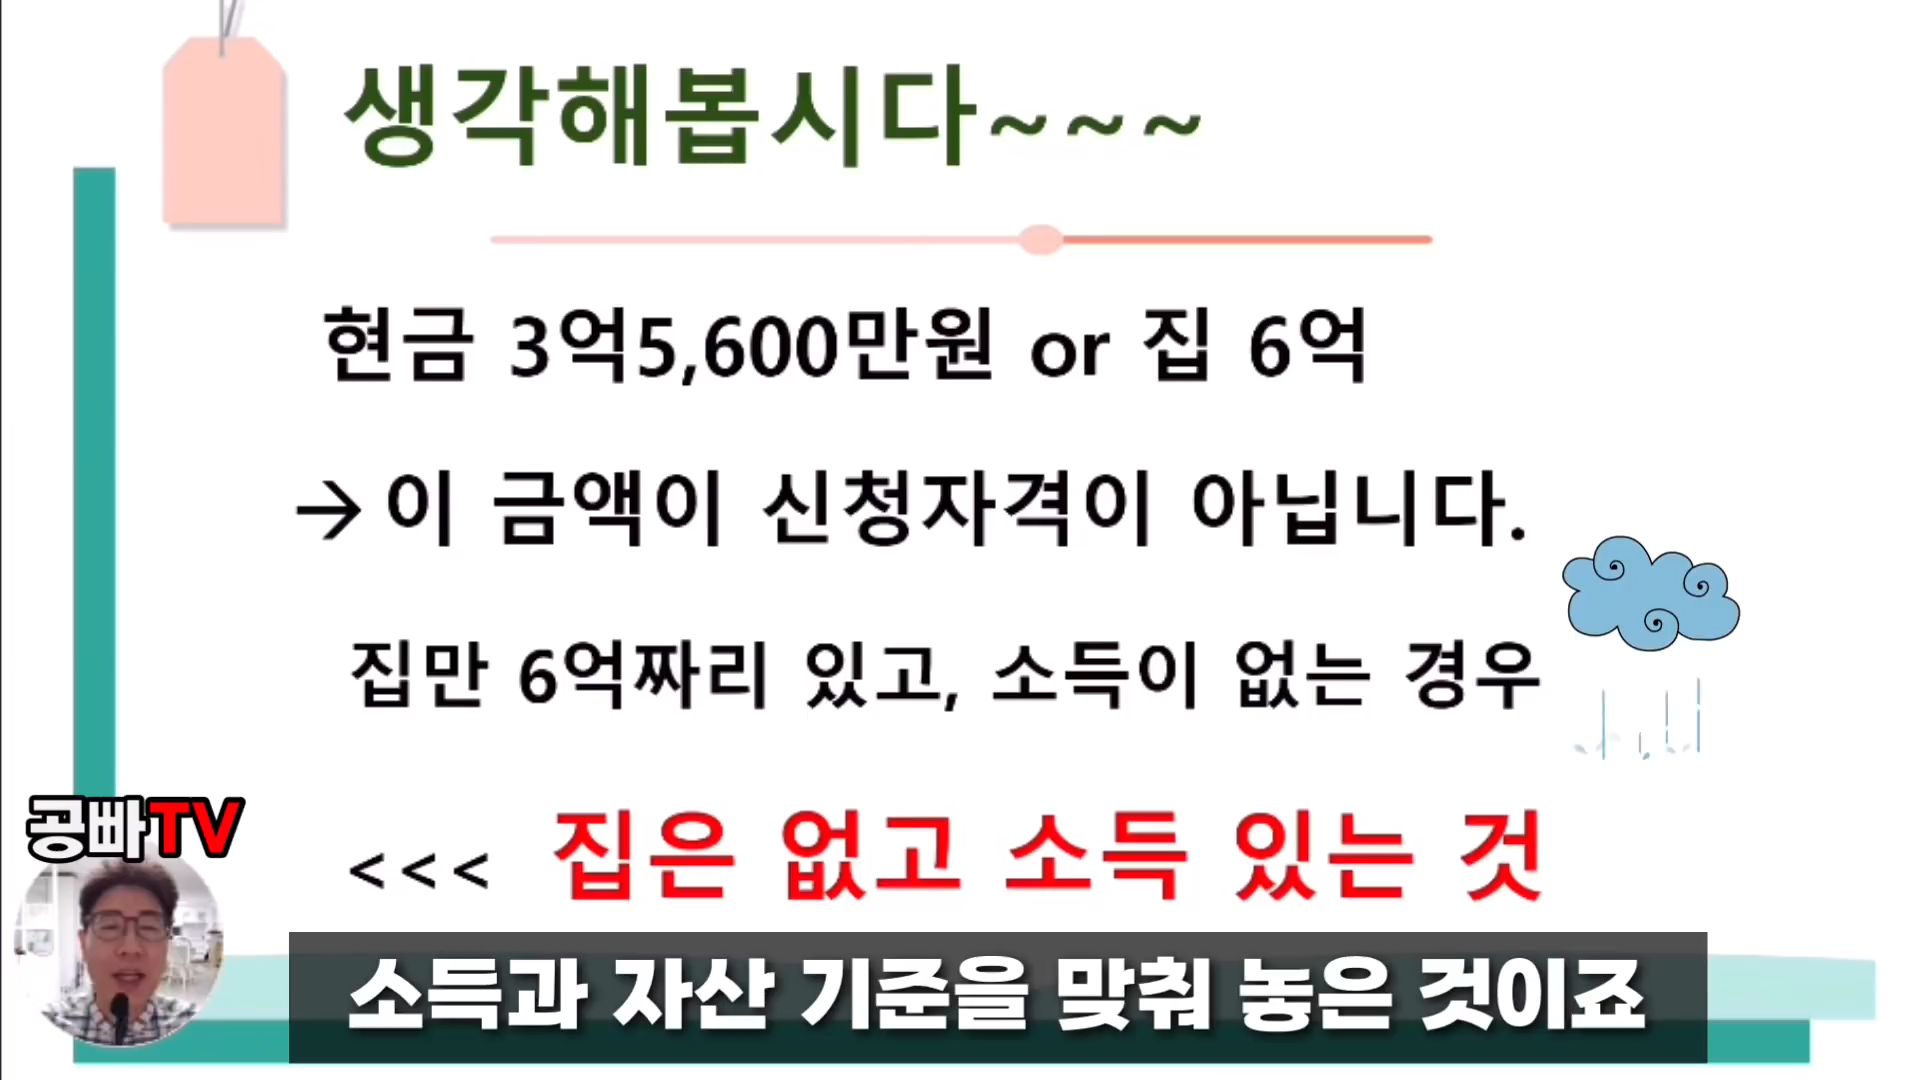 생각해봅시다~~~
현금 3억5,600만원 or 집 6억
→ 이 금액이 신청자격이 아닙니다.
집만 6억짜리 있고, 소득이 없는 경우
<<< 집은 없고 소득 있는 것
공빠TV
소득과 자산 기준을 맞춰 놓은 것이죠